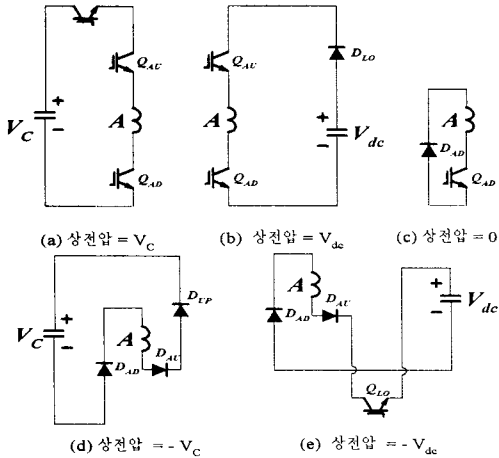 Q_AU
D_LO
Q_AU
V_C
+
-
A
A
+
-
V_dc
A
D_AD
Q_AD
Q_AD
Q_AD
(a) 상전압 = V_C
(b) 상전압 = V_dc
(c) 상전압 = 0
D_UP
A
D_AU
+
-
V_dc
V_C
+
-
A
D_AD
D_AU
D_AD
Q_LO
(d) 상전압 = - V_C
(e) 상전압 = - V_dc